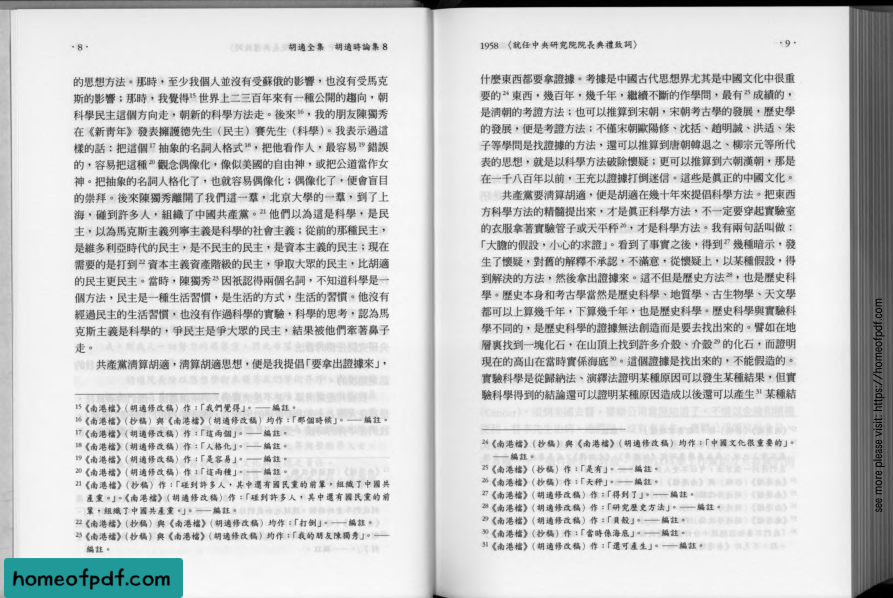 ·8·
胡適全集　胡適時論集8
的思想方法。那時，至少我個人並沒有受蘇俄的影響，也沒有受馬克
斯的影響；那時，我覺得15世界上二三百年來有一種公開的趨向，朝
科學民主這個方向走，朝新的科學方法走。後來16，我的朋友陳獨秀
在《新青年》發表擁護德先生（民主）賽先生（科學）。我表示過這
樣的話：把這個17抽象的名詞人格式18，把他看作人，最容易19錯誤
的，容易把這種20觀念偶像化，像似美國的自由神，或把公道當作女
神。把抽象的名詞人格化了，也就容易偶像化；偶像化了，便會盲目
的崇拜。後來陳獨秀離開了我們這一羣，北京大學的一羣，到了上
海，碰到許多人，組織了中國共產黨。21他們以為這是科學，是民
主，以為馬克斯主義列寧主義是科學的社會主義；從前的那種民主，
是維多利亞時代的民主，是不民主的民主，是資本主義的民主；現在
需要的是打到22資本主義資產階級的民主，爭取大眾的民主，比胡適
的民主更民主。當時，陳獨秀23因祇認得兩個名詞，不知道科學是一
個方法，民主是一種生活習慣，是生活的方式，生活的習慣。他沒有
經過民主的生活習慣，也沒有作過科學的實驗，科學的思考，認為馬
克斯主義是科學的，爭民主是爭大眾的民主，結果被他們牽著鼻子
走。
共產黨清算胡適，清算胡適思想，便是我提倡「要拿出證據來」，
15《南港檔》（胡適修改稿）作：「我們覺得」。——編註。
16《南港檔》（抄稿）與《南港檔》（胡適修改稿）均作：「那個時候」。——編註。
17《南港檔》（胡適修改稿）作：「這兩個」。——編註。
18《南港檔》（胡適修改稿）作：「人格化」。——編註。
19《南港檔》（胡適修改稿）作：「是容易」。——編註。
20《南港檔》（胡適修改稿）作：「這兩種」。——編註。
21《南港檔》（抄稿）作：「碰到許多人，其中還有國民黨的前輩，組織了中國共
產黨。」。《南港檔》（胡適修改稿）作：「碰到許多人，其中還有國民黨的前
輩，組織了中國共產黨。」。——編註。
22《南港檔》（抄稿）與《南港檔》（胡適修改稿）均作：「打倒」。——編註。
23《南港檔》（抄稿）與《南港檔》（胡適修改稿）均作：「我的朋友陳獨秀」。——
編註。
1958〈就任中央研究院院長典禮致詞〉
·9·
什麼東西都要拿證據。考據是中國古代思想界尤其是中國文化中很重
要的24東西，幾百年，幾千年，繼續不斷的作學問，最有25成績的，
是清朝的考證方法；也可以推算到宋朝，宋朝考古學的發展，歷史學
的發展，便是考證方法；不僅宋朝歐陽修、沈括、趙明誠、洪适、朱
子等學問是找證據的方法，還可以推算到唐朝韓退之、柳宗元等所代
表的思想，就是以科學方法破除懷疑；更可以推算到六朝漢朝，那是
在一千八百年以前，王充以證據打倒迷信。這些是真正的中國文化。
共產黨要清算胡適，便是胡適在幾十年來提倡科學方法。把東西
方科學方法的精髓提出來，才是真正科學方法，不一定要穿起實驗室
的衣服拿著實驗管子或天平秤26，才是科學方法。我有兩句話叫做：
「大膽的假設，小心的求證」。看到了事實之後，得到27幾種暗示，發
生了懷疑，對舊的解釋不承認、不滿意，從懷疑上，以某種假設，得
到解決的方法，然後拿出證據來。這不但是歷史方法28，也是歷史科
學。歷史本身和考古學當然是歷史科學、地質學、古生物學、天文學
都可以上算幾千年，下算幾千年，也是歷史科學。歷史科學與實驗科
學不同的，是歷史科學的證據無法創造而是要去找出來的。譬如在地
層裏找到一塊化石，在山頂上找到許多介殼、介殼29的化石，而證明
現在的高山在當時實係海底30。這個證據是找出來的，不能假造的。
實驗科學是從歸納法、演釋法證明某種原因可以發生某種結果，但實
驗科學得到的結論還可以證明某種原因造成以後還可以產生31某種結
24《南港檔》（抄稿）與《南港檔》（胡適修改稿）均作：「中國文化很重要的」。
——編註。
25《南港檔》（抄稿）作：「是有」。——編註。
26《南港檔》（抄稿）作：「天秤」。——編註。
27《南港檔》（胡適修改稿）作：「得到了」。——編註。
28《南港檔》（胡適修改稿）作：「研究歷史方法」。——編註。
29《南港檔》（胡適修改稿）作：「貝殼」。——編註。
30《南港檔》（胡適修改稿）作：「當時係海底」。——編註。
31《南港檔》（胡適修改稿）作：「還可產生」。——編註。
see more please visit: https://homeofpdf.com
homeofpdf.com